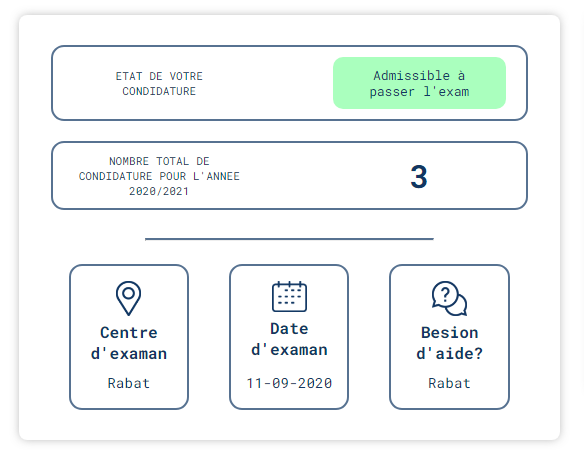 ETAT DE VOTRE
CONDIDATURE
Admissible à
passer l'exam
NOMBRE TOTAL DE
CONDIDATURE POUR L'ANNEE
2020/2021
3
Centre
d'examan
Rabat
Date
d'examan
11-09-2020
Besion
d'aide?
Rabat